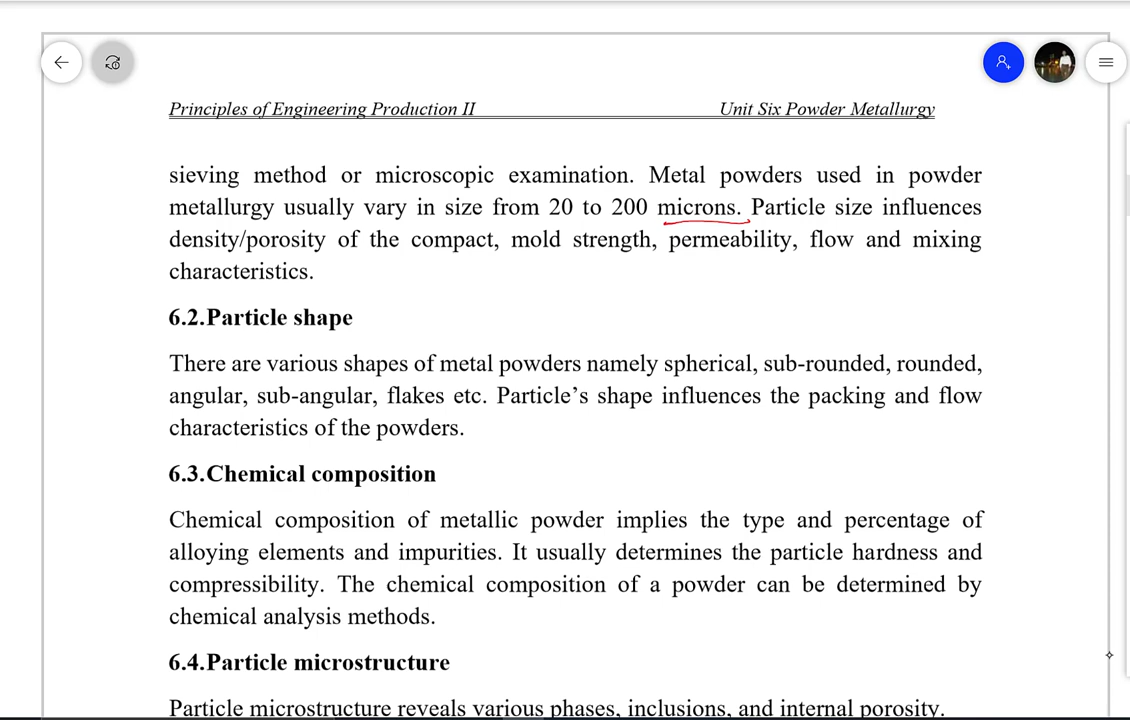 Principles of Engineering Production II Unit Six Powder Metallurgy
sieving method or microscopic examination. Metal powders used in powder
metallurgy usually vary in size from 20 to 200 microns. Particle size influences
density/porosity of the compact, mold strength, permeability, flow and mixing
characteristics.
6.2.Particle shape
There are various shapes of metal powders namely spherical, sub-rounded, rounded,
angular, sub-angular, flakes etc. Particle’s shape influences the packing and flow
characteristics of the powders.
6.3.Chemical composition
Chemical composition of metallic powder implies the type and percentage of
alloying elements and impurities. It usually determines the particle hardness and
compressibility. The chemical composition of a powder can be determined by
chemical analysis methods.
6.4.Particle microstructure
Particle microstructure reveals various phases, inclusions, and internal porosity.